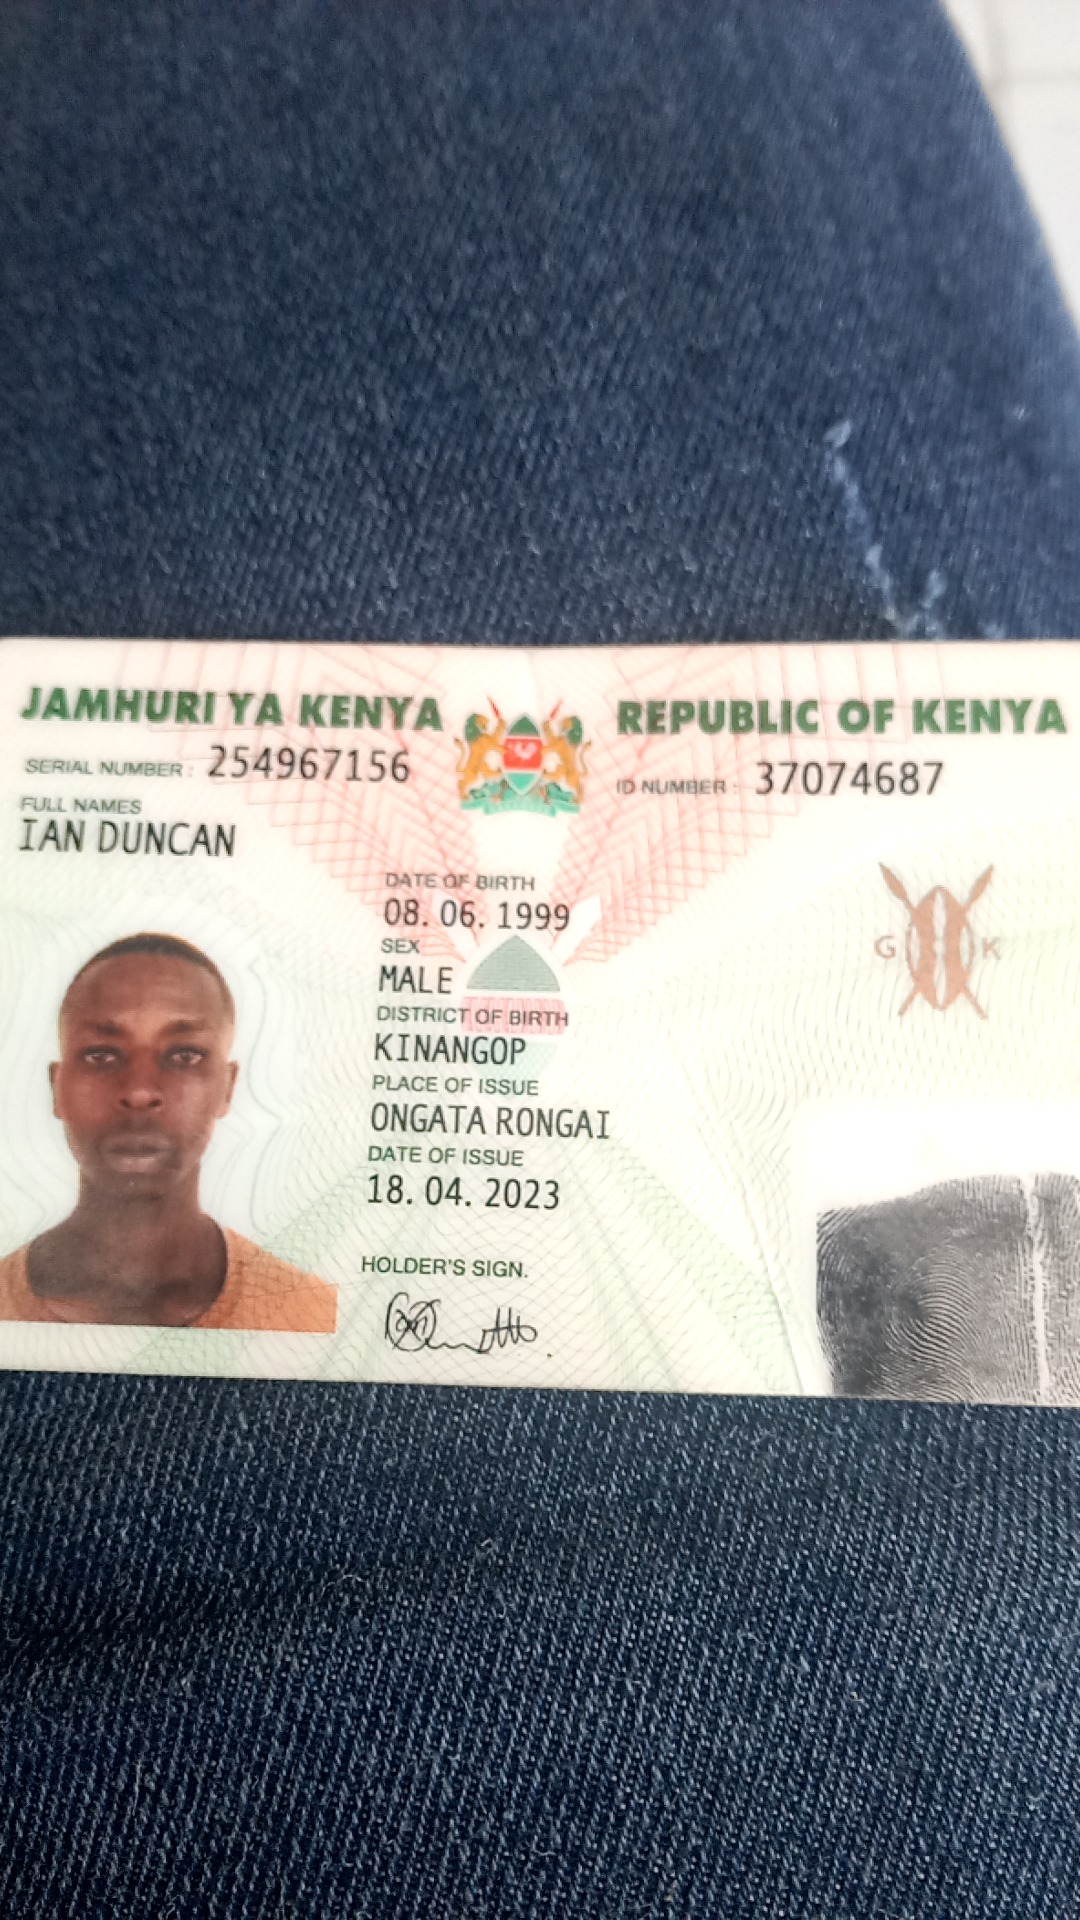 JAMHURI YA KENYA
REPUBLIC OF KENYA
SERIAL NUMBER: 254967156
ID NUMBER: 37074687
FULL NAMES
IAN DUNCAN
DATE OF BIRTH
08. 06. 1999
SEX
MALE
DISTRICT OF BIRTH
KINANGOP
PLACE OF ISSUE
ONGATA RONGAI
DATE OF ISSUE
18. 04. 2023
HOLDER'S SIGN.
G K